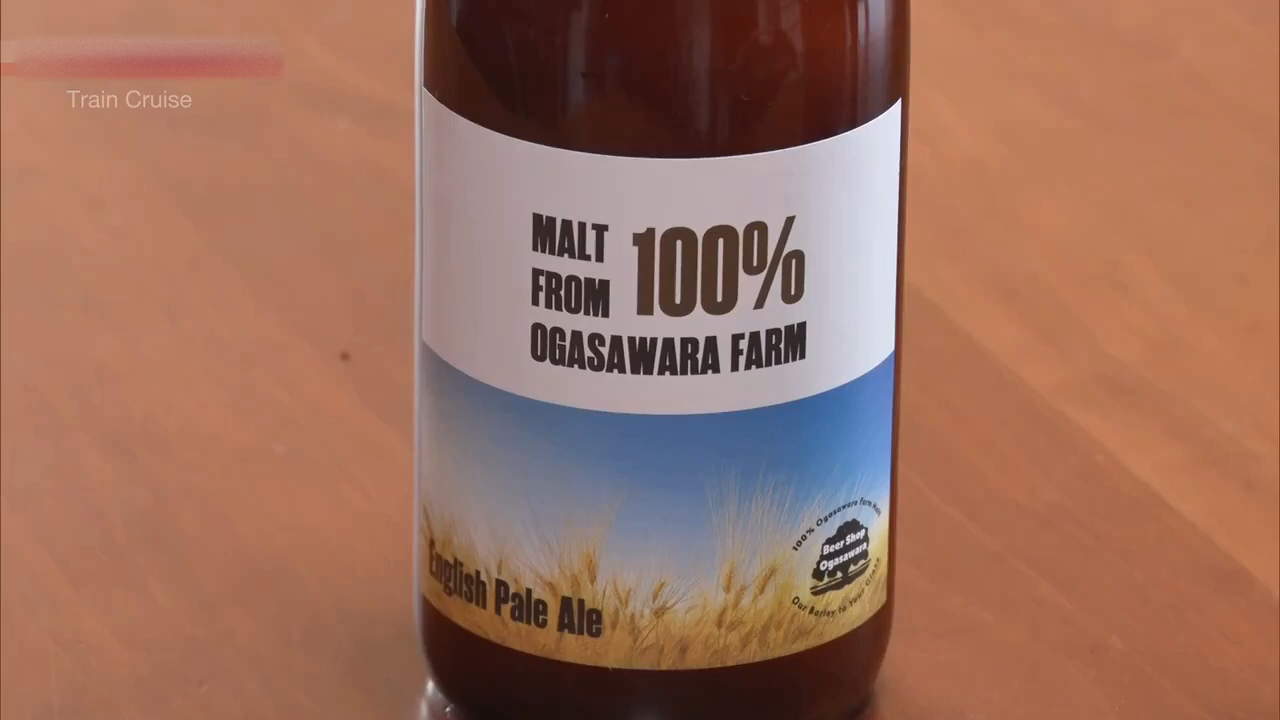 Train Cruise
MALT
FROM
100%
OGASAWARA FARM
100% Ogasawara Farm Malt
Beer Shop
Ogasawara
Our Barley to Your Glass
English Pale Ale